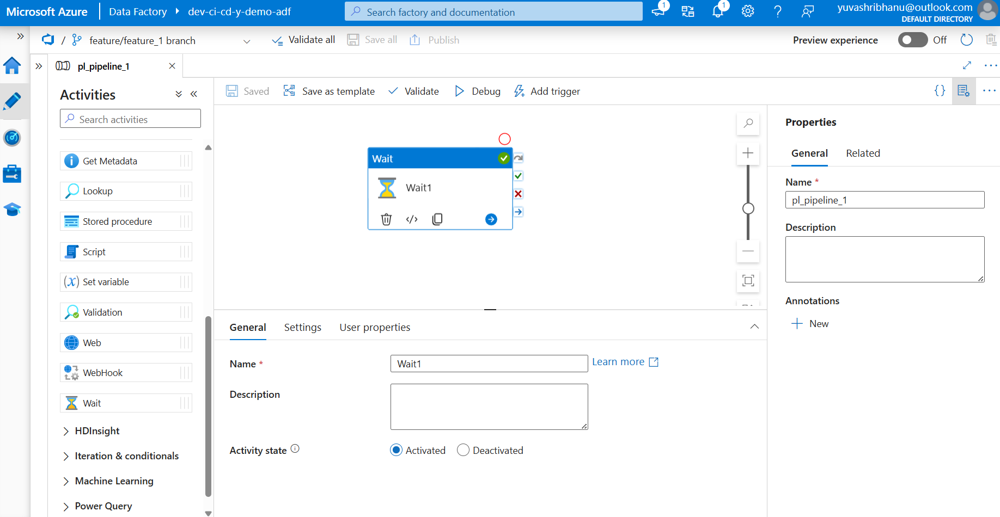 Microsoft Azure
Data Factory
dev-ci-cd-y-demo-adf
Search factory and documentation
1
1
yuvashribhanu@outlook.com
DEFAULT DIRECTORY
/ feature/feature_1 branch
Validate all
Save all
Publish
Preview experience
Off
pl_pipeline_1
Activities
Search activities
Get Metadata
Lookup
Stored procedure
Script
(x) Set variable
Validation
Web
WebHook
Wait
HDInsight
Iteration & conditionals
Machine Learning
Power Query
Saved
Save as template
Validate
Debug
Add trigger
{}
Wait
Wait1
</>
General
Settings
User properties
Name *
Wait1
Learn more
Description
Activity state
Activated
Deactivated
Properties
General
Related
Name *
pl_pipeline_1
Description
Annotations
New